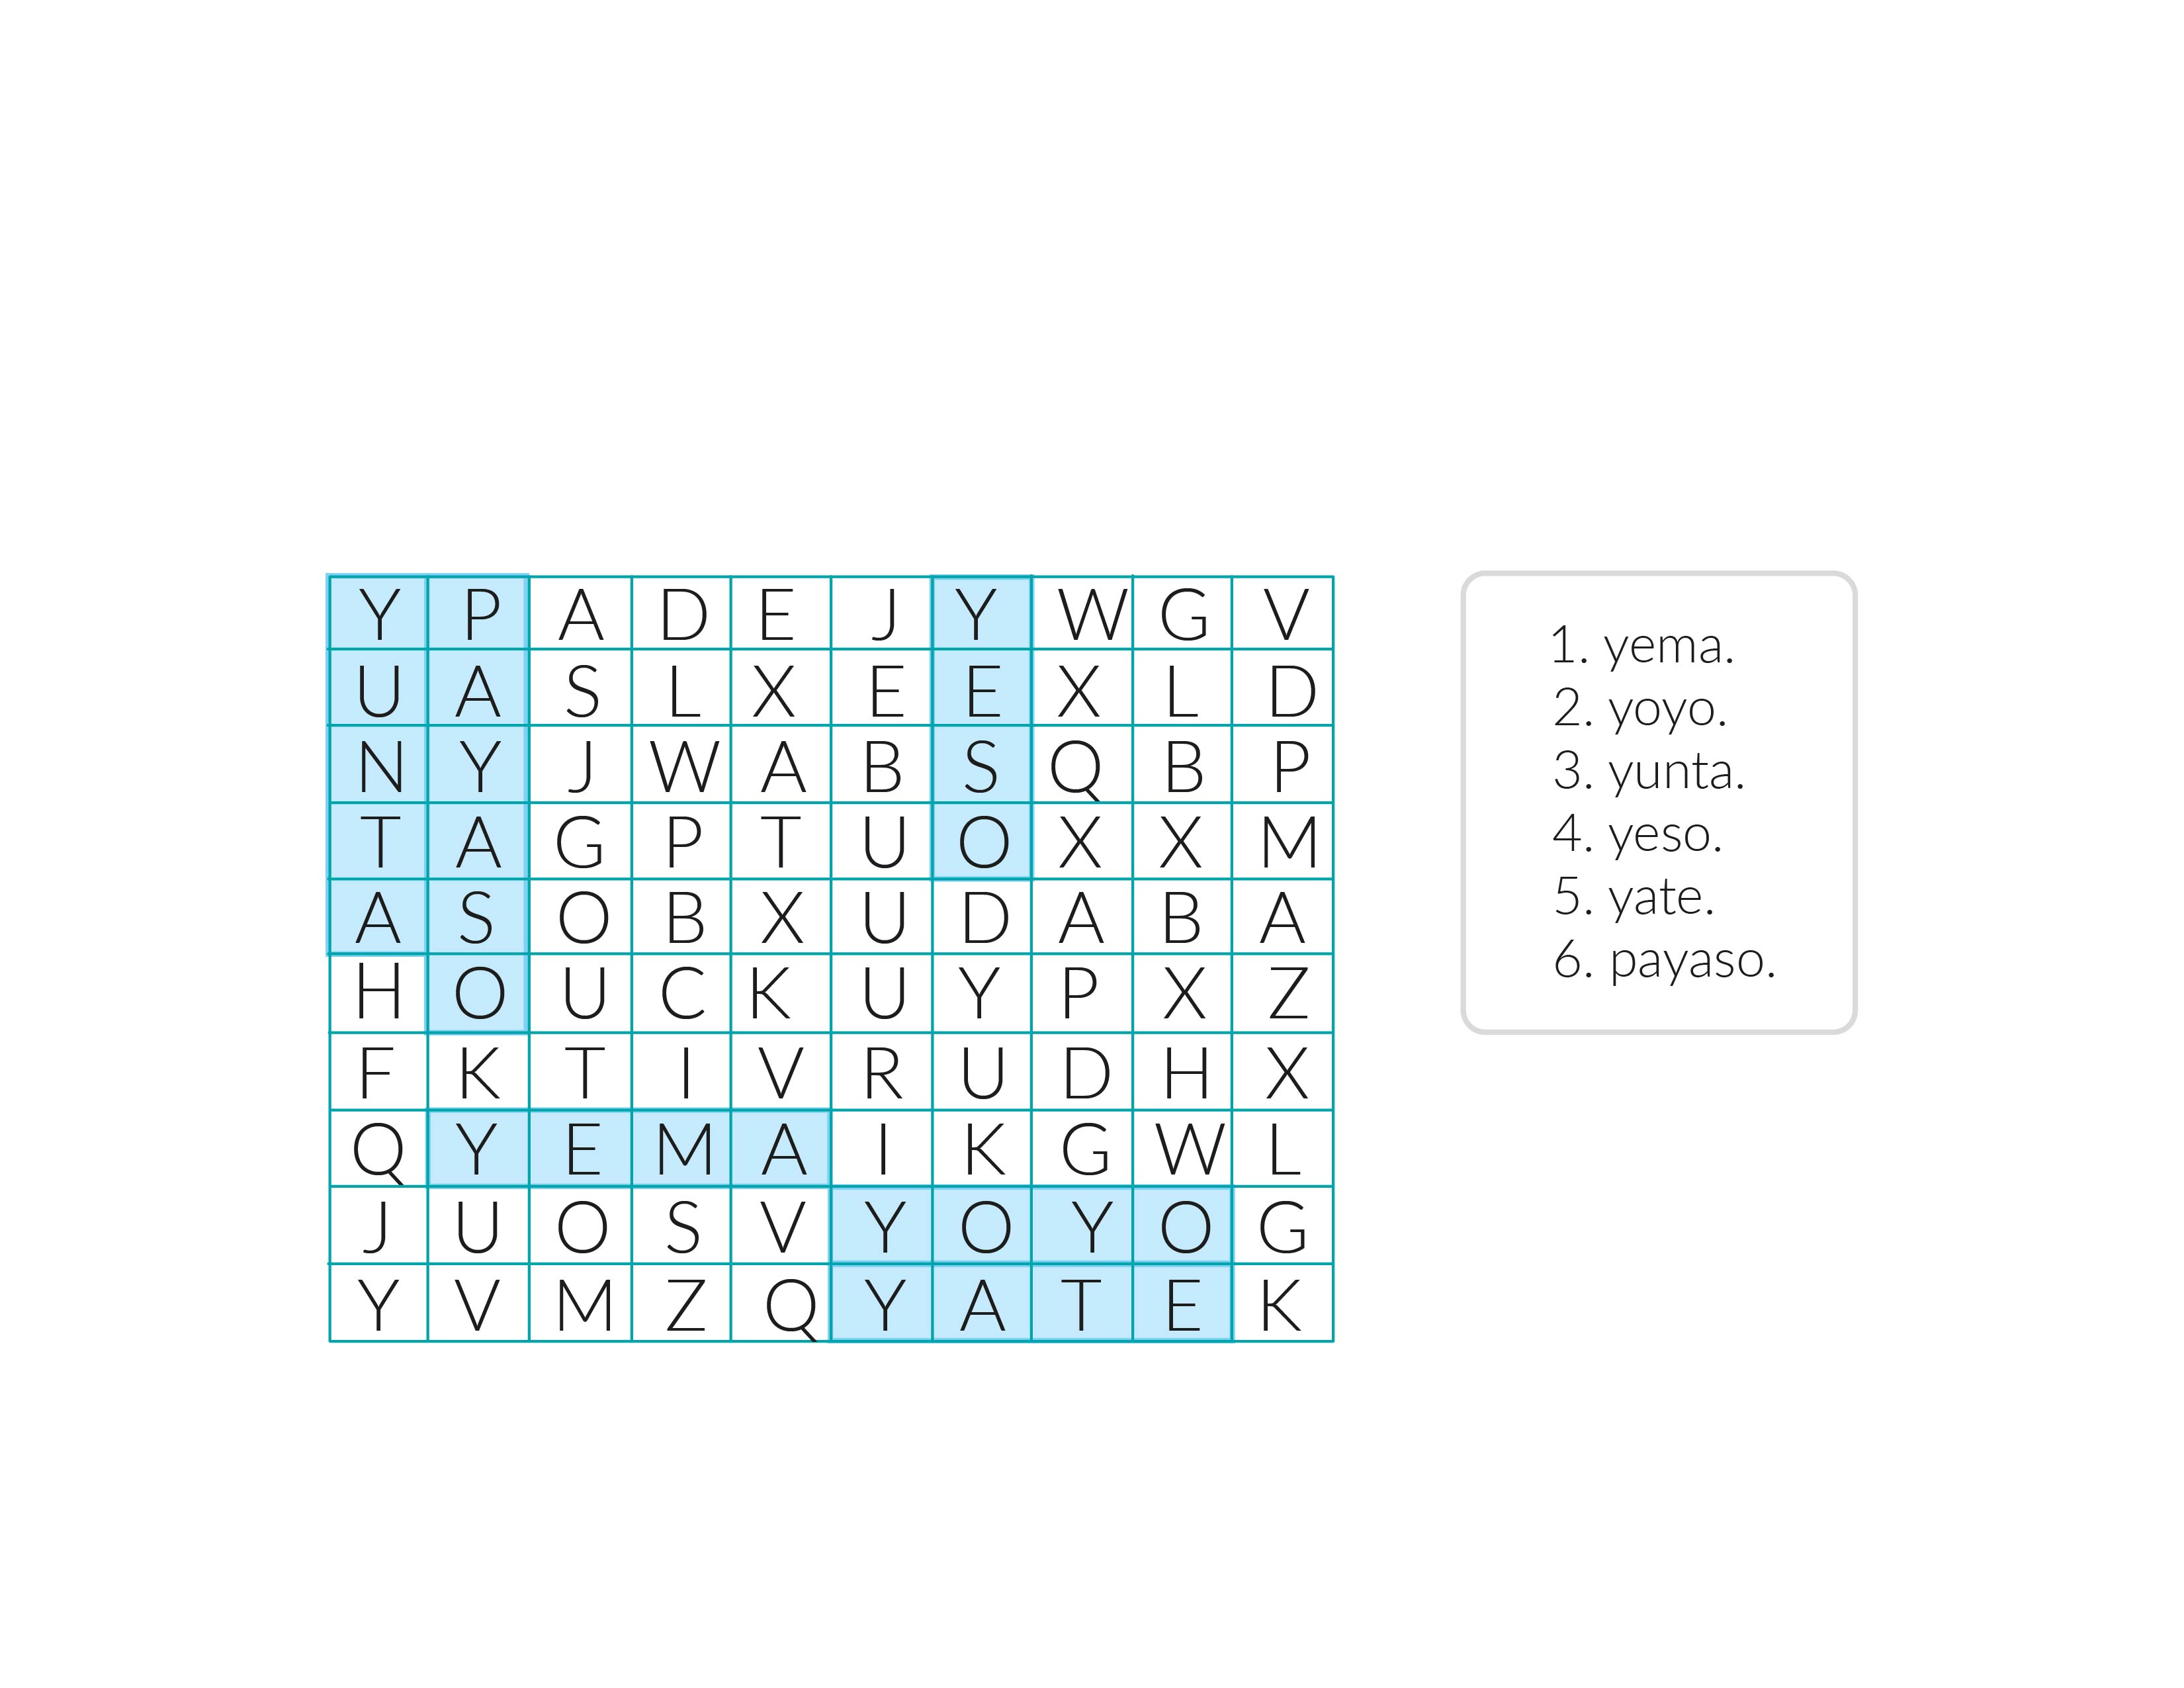 Y P A D E J Y W G V
U A S L X E E X L D
N Y J W A B S Q B P
T A G P T U O X X M
A S O B X U D A B A
H O U C K U Y P X Z
F K T I V R U D H X
Q Y E M A I K G W L
J U O S V Y O Y O G
Y V M Z Q Y A T E K
1. yema.
2. yoyo.
3. yunta.
4. yeso.
5. yate.
6. payaso.